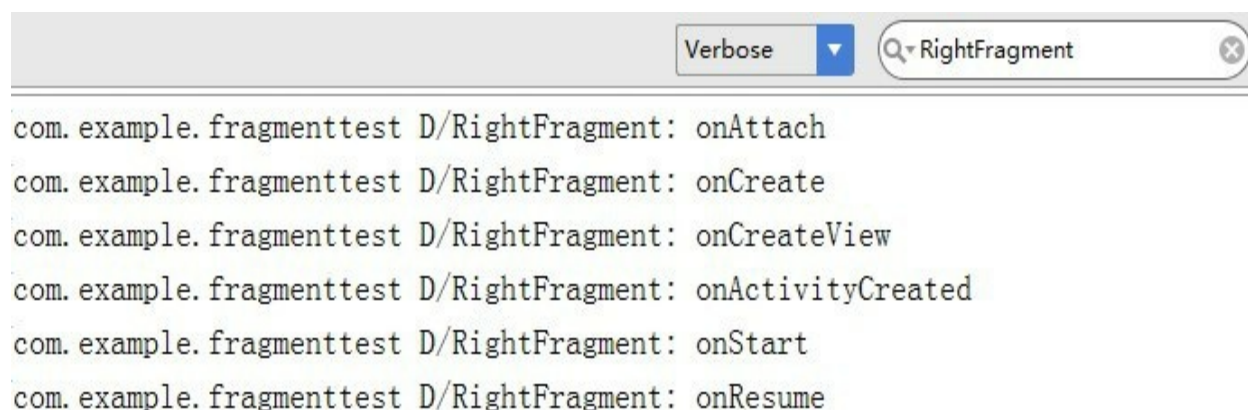 Verbose
RightFragment
com.example.fragmenttest D/RightFragment: onAttach
com.example.fragmenttest D/RightFragment: onCreate
com.example.fragmenttest D/RightFragment: onCreateView
com.example.fragmenttest D/RightFragment: onActivityCreated
com.example.fragmenttest D/RightFragment: onStart
com.example.fragmenttest D/RightFragment: onResume